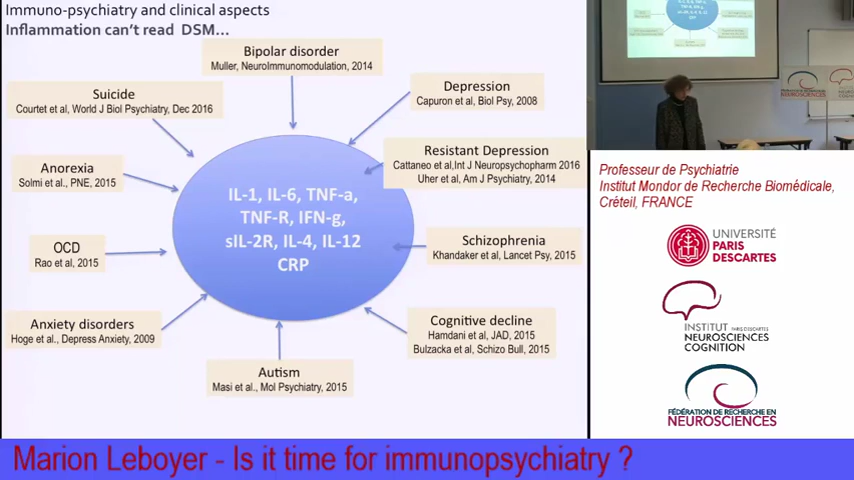 Immuno-psychiatry and clinical aspects
Inflammation can't read DSM...
Bipolar disorder
Muller, NeuroImmunomodulation, 2014
Suicide
Courtet et al, World J Biol Psychiatry, Dec 2016
Depression
Capuron et al, Biol Psy, 2008
Resistant Depression
Cattaneo et al,Int J Neuropsychopharm 2016
Uher et al, Am J Psychiatry, 2014
Anorexia
Solmi et al., PNE, 2015
IL-1, IL-6, TNF-a,
TNF-R, IFN-g,
sIL-2R, IL-4, IL-12
CRP
OCD
Rao et al, 2015
Schizophrenia
Khandaker et al, Lancet Psy, 2015
Anxiety disorders
Hoge et al., Depress Anxiety, 2009
Cognitive decline
Hamdani et al, JAD, 2015
Bulzacka et al, Schizo Bull, 2015
Autism
Masi et al., Mol Psychiatry, 2015
NEUROSCIENCES
COGNITION
Professeur de Psychiatrie
Institut Mondor de Recherche Biomédicale,
Créteil, FRANCE
UNIVERSITÉ
PARIS
DESCARTES
INSTITUT PARIS DESCARTES
NEUROSCIENCES
COGNITION
FÉDÉRATION DE RECHERCHE EN
NEUROSCIENCES
Marion Leboyer - Is it time for immunopsychiatry ?